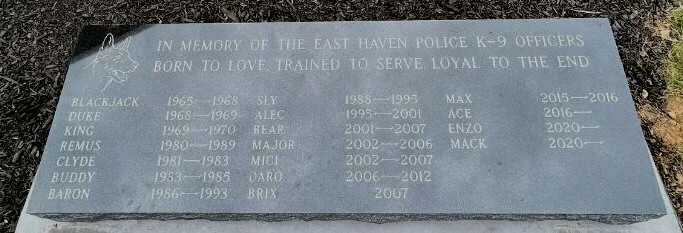 IN MEMORY OF THE EAST HAVEN POLICE K-9 OFFICERS
BORN TO LOVE, TRAINED TO SERVE, LOYAL TO THE END
BLACKJACK 1965—1968 SLY 1988—1995 MAX 2015—2016
DUKE 1968—1969 ALEC 1995—2001 ACE 2016—
KING 1969—1970 BEAR 2001—2007 ENZO 2020—
REMUS 1980—1989 MAJOR 2002—2006 MACK 2020—
CLYDE 1981—1983 MICI 2002—2007
BUDDY 1983—1985 DARO 2006—2012
BARON 1986—1993 BRIX 2007